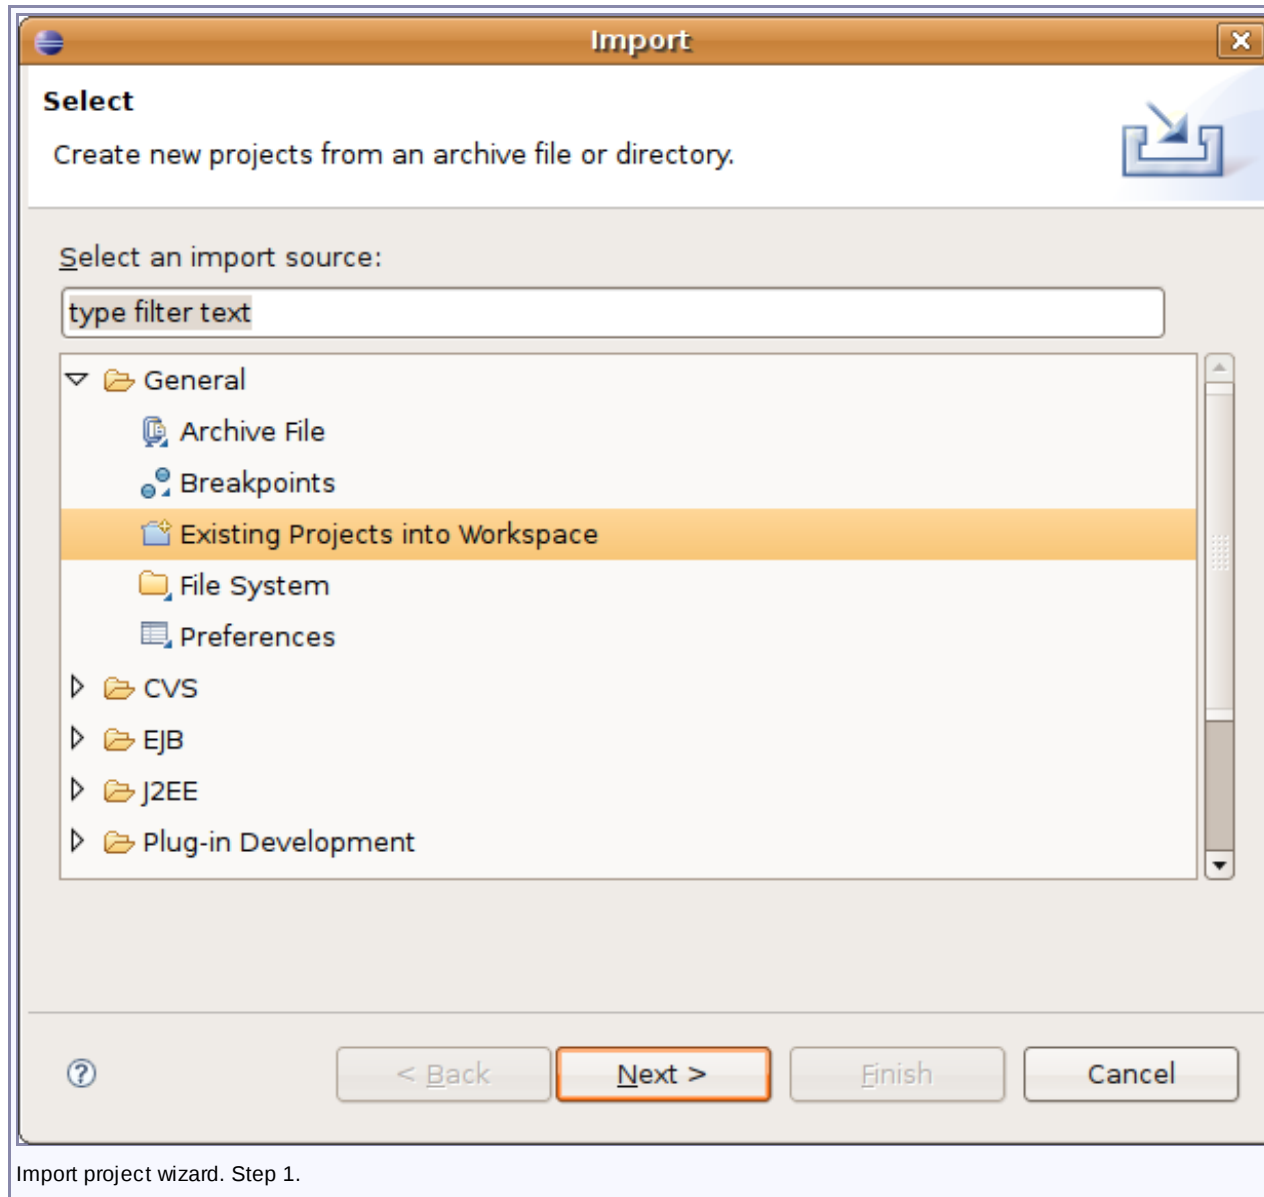 Import
Select
Create new projects from an archive file or directory.
Select an import source:
type filter text
General
Archive File
Breakpoints
Existing Projects into Workspace
File System
Preferences
CVS
EJB
J2EE
Plug-in Development
< Back Next > Finish Cancel
Import project wizard. Step 1.